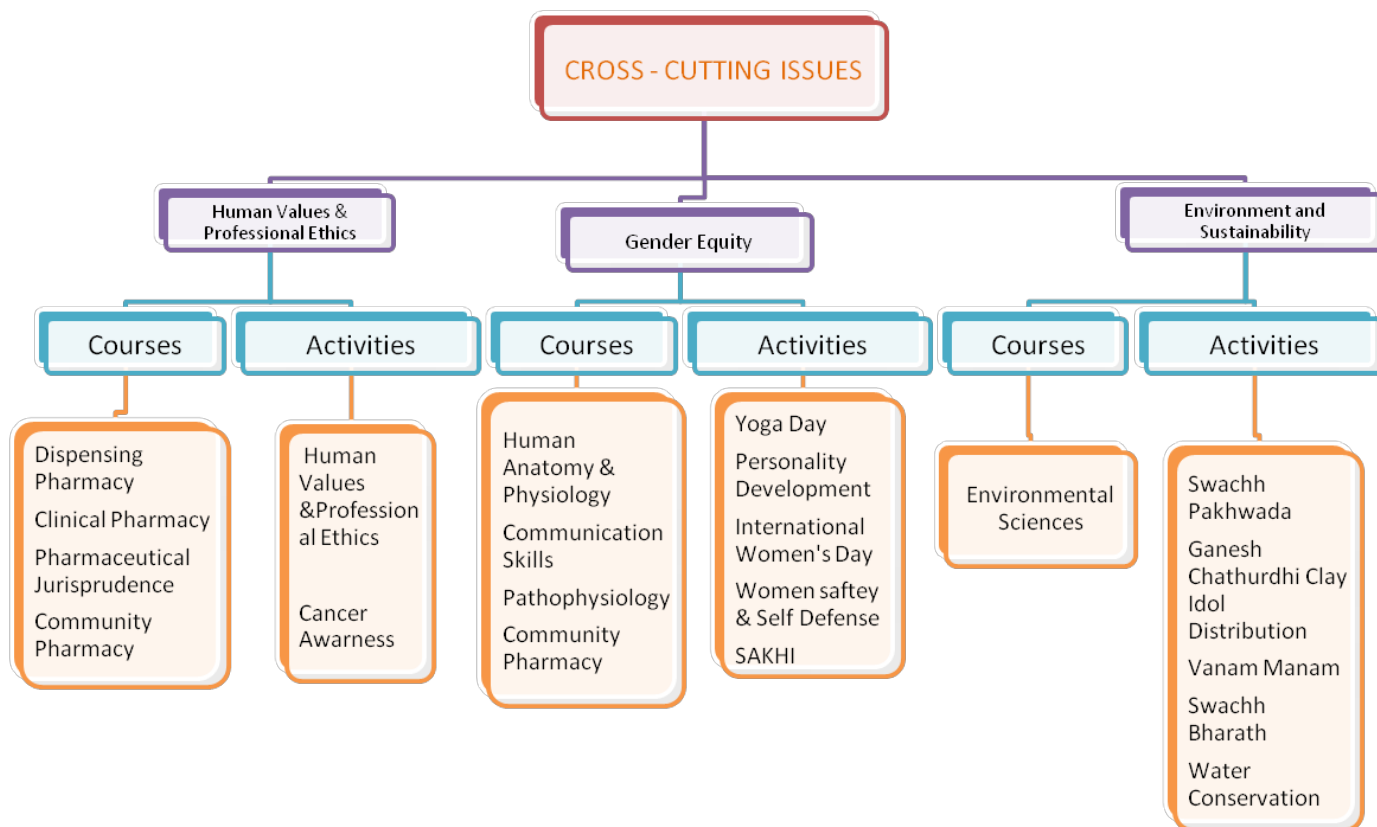 CROSS - CUTTING ISSUES
Human Values &
Professional Ethics
Gender Equity
Environment and
Sustainability
Courses
Activities
Courses
Activities
Courses
Activities
Dispensing
Pharmacy
Clinical Pharmacy
Pharmaceutical
Jurisprudence
Community
Pharmacy
Human
Values
&Profession
al Ethics
Cancer
Awarness
Human
Anatomy &
Physiology
Communication
Skills
Pathophysiology
Community
Pharmacy
Yoga Day
Personality
Development
International
Women's Day
Women saftey
& Self Defense
SAKHI
Environmental
Sciences
Swachh
Pakhwada
Ganesh
Chathurdhi Clay
Idol
Distribution
Vanam Manam
Swachh
Bharath
Water
Conservation